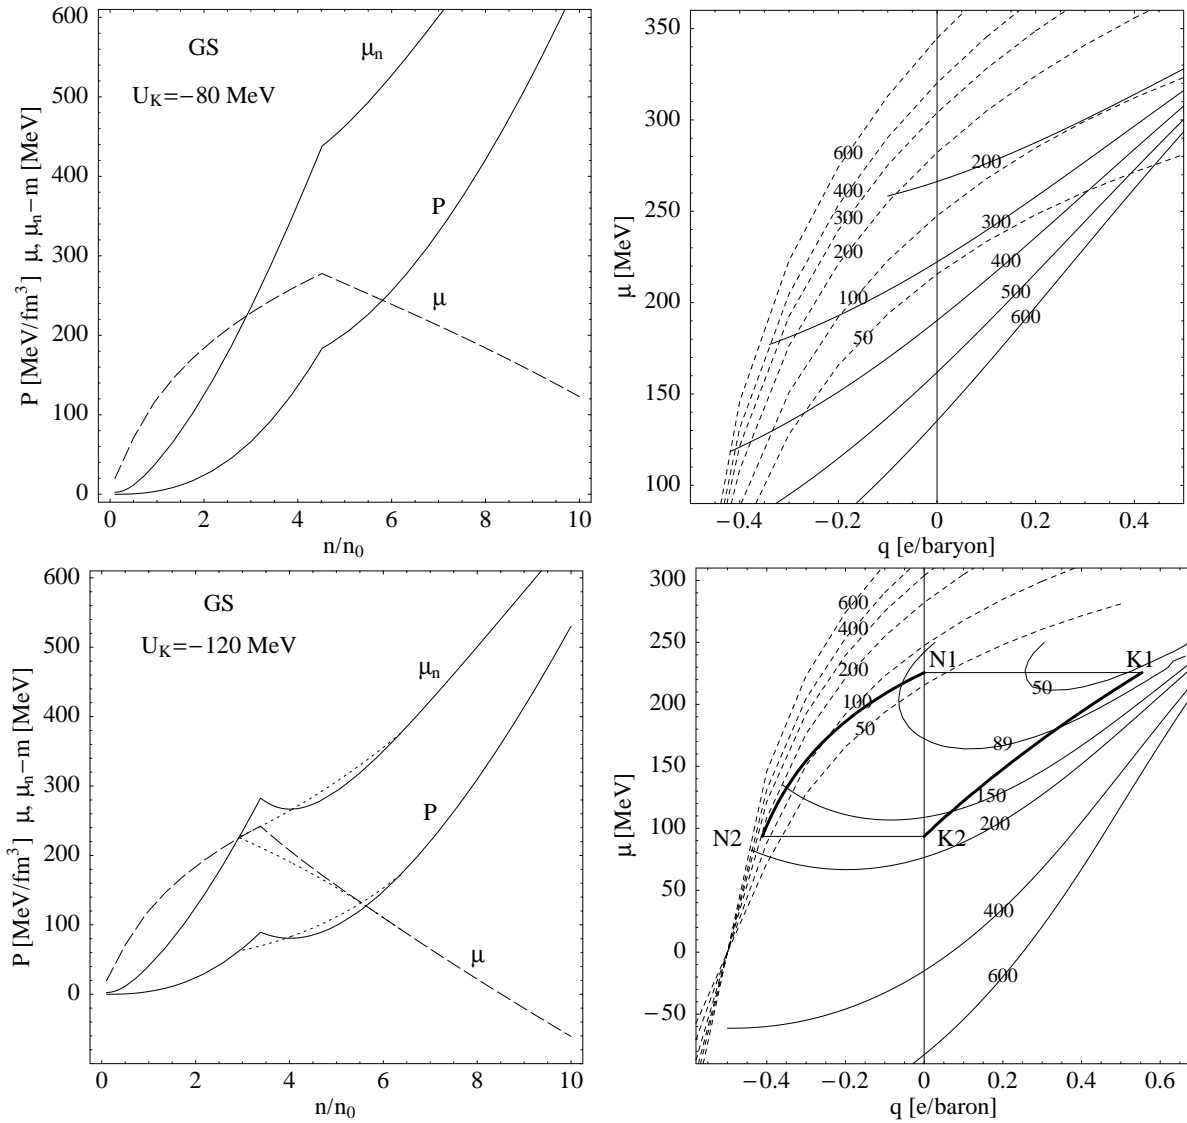 600
500
400
300
200
100
0
P [MeV/fm³] μ, μₙ−m [MeV]
GS
U_K=−80 MeV
μₙ
P
μ
0 2 4 6 8 10
n/n₀
350
300
250
200
150
100
μ [MeV]
600
400
300
200
100
50
200
300
400
500
600
−0.4 −0.2 0 0.2 0.4
q [e/baryon]
600
500
400
300
200
100
0
P [MeV/fm³] μ, μₙ−m [MeV]
GS
U_K=−120 MeV
μₙ
P
μ
0 2 4 6 8 10
n/n₀
300
250
200
150
100
50
0
−50
μ [MeV]
600
400
200
100
50
N1
K1
50
89
150
200
N2
K2
400
600
−0.4 −0.2 0 0.2 0.4 0.6
q [e/baron]